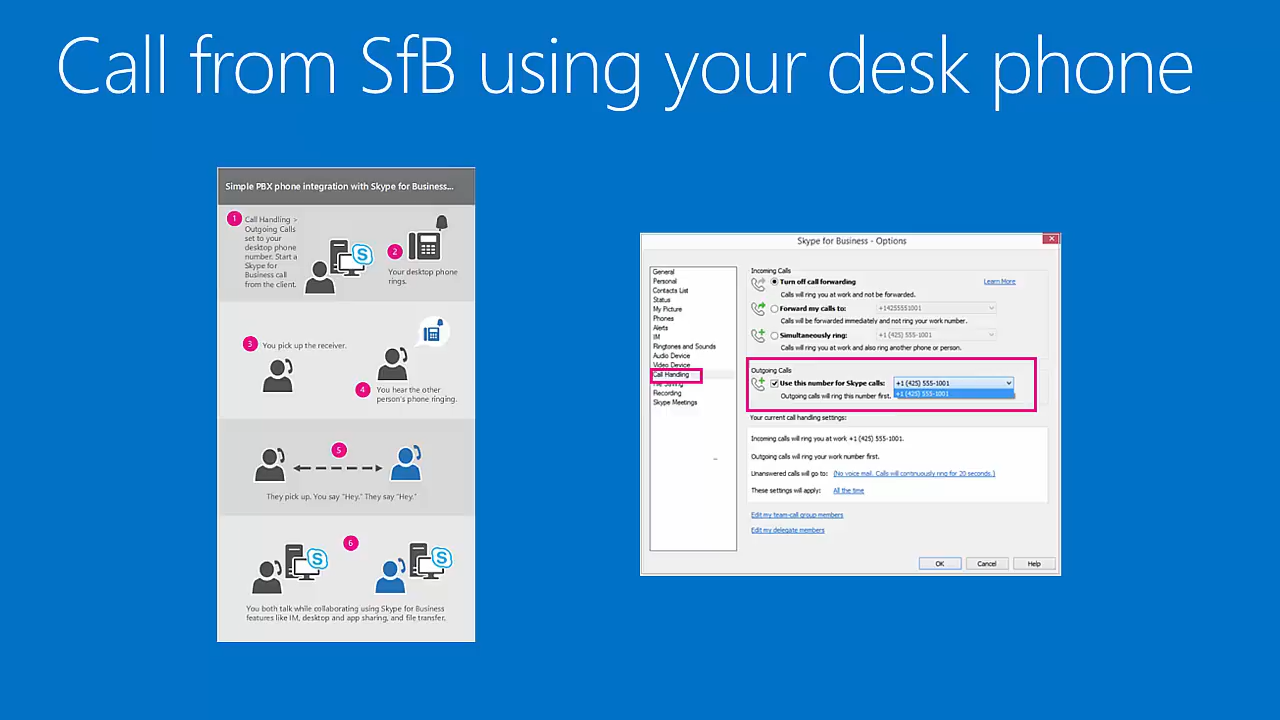 Call from SfB using your desk phone
Simple PBX phone integration with Skype for Business...
1
Call Handling >
Outgoing Calls
set to your
desktop phone
number. Start a
Skype for
Business call
from the client.
S
2
Your desktop phone
rings.
3
You pick up the receiver.
4
You hear the other
person's phone ringing.
5
They pick up. You say "Hey." They say "Hey."
6
S
S
You both talk while collaborating using Skype for Business
features like IM, desktop and app sharing, and file transfer.
Skype for Business - Options
General
Personal
Contacts List
Status
My Picture
Phones
Alerts
IM
Ringtones and Sounds
Audio Device
Video Device
Call Handling
File Saving
Recording
Skype Meetings
Incoming Calls
Turn off call forwarding
Learn More
Calls will ring you at work and not be forwarded.
Forward my calls to:
+14255551001
Calls will be forwarded immediately and not ring your work number.
Simultaneously ring:
+1 (425) 555-1001
Calls will ring you at work and also ring another phone or person.
Outgoing Calls
Use this number for Skype calls:
+1 (425) 555-1001
+1 (425) 555-1001
Outgoing calls will ring this number first.
Your current call handling settings:
Incoming calls will ring you at work +1 (425) 555-1001.
Outgoing calls will ring your work number first.
Unanswered calls will go to: (No voice mail. Calls will continuously ring for 20 seconds.)
These settings will apply: All the time
Edit my team-call group members
Edit my delegate members
OK
Cancel
Help